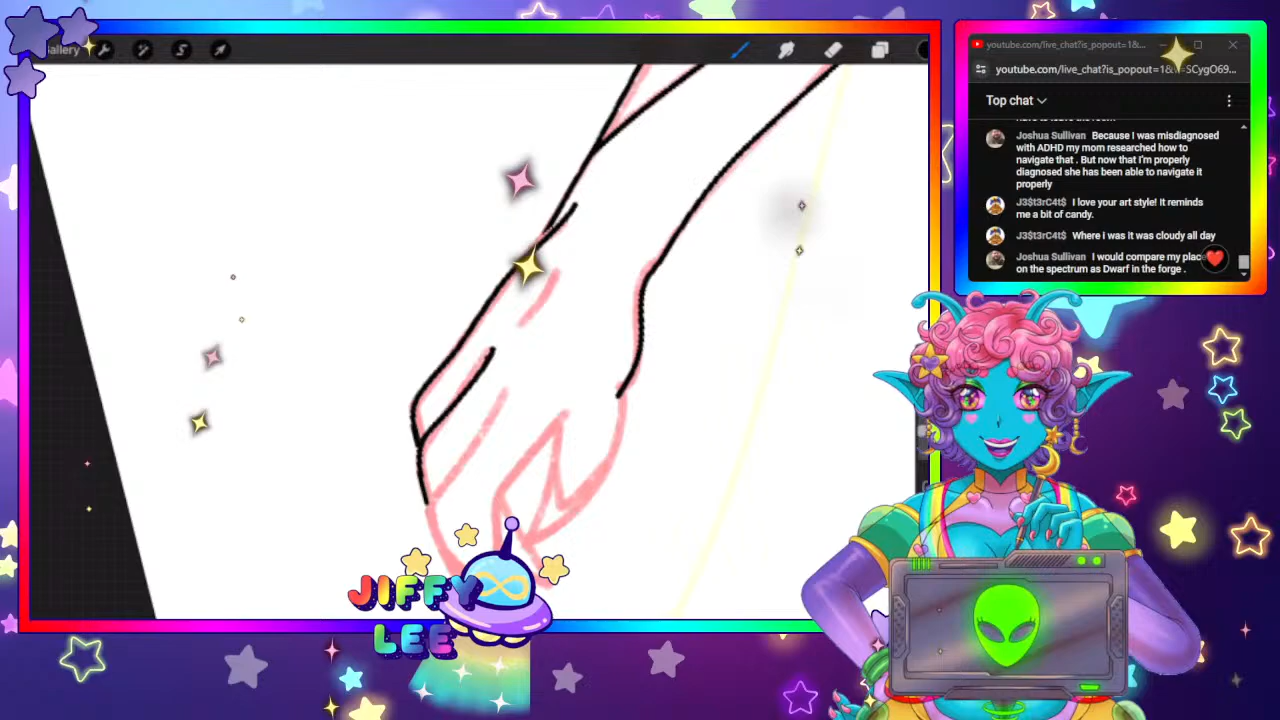 Gallery
youtube.com/live_chat?is_popout=1&...
youtube.com/live_chat?is_popout=1& =SCygO69...
Top chat
Joshua Sullivan Because I was misdiagnosed
with ADHD my mom researched how to
navigate that . But now that I'm properly
diagnosed she has been able to navigate it
properly
J3$t3rC4t$ I love your art style! It reminds
me a bit of candy.
J3$t3rC4t$ Where i was it was cloudy all day
Joshua Sullivan I would compare my plac
on the spectrum as Dwarf in the forge .
JIFFY
LEE